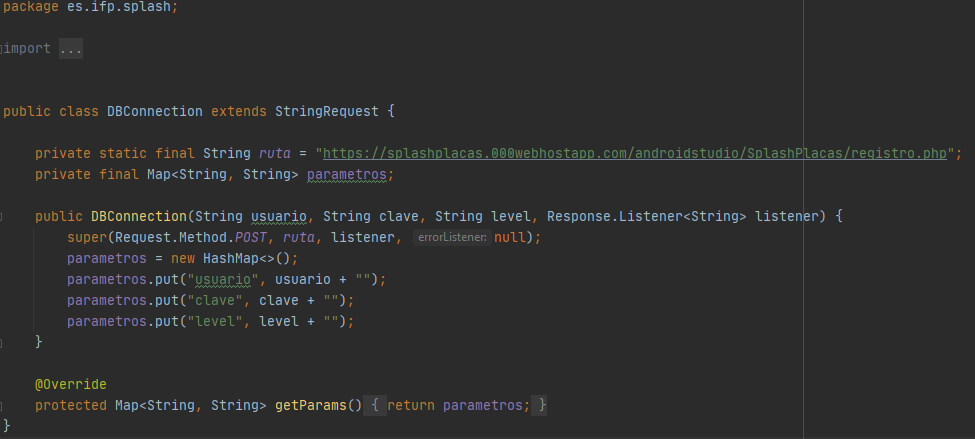 package es.ifp.splash;
import ...
public class DBConnection extends StringRequest {
private static final String ruta = "https://splashplacas.000webhostapp.com/androidstudio/SplashPlacas/registro.php";
private final Map<String, String> parametros;
public DBConnection(String usuario, String clave, String level, Response.Listener<String> listener) {
super(Request.Method.POST, ruta, listener, errorListener: null);
parametros = new HashMap<>();
parametros.put("usuario", usuario + "");
parametros.put("clave", clave + "");
parametros.put("level", level + "");
}
@Override
protected Map<String, String> getParams() { return parametros; }
}